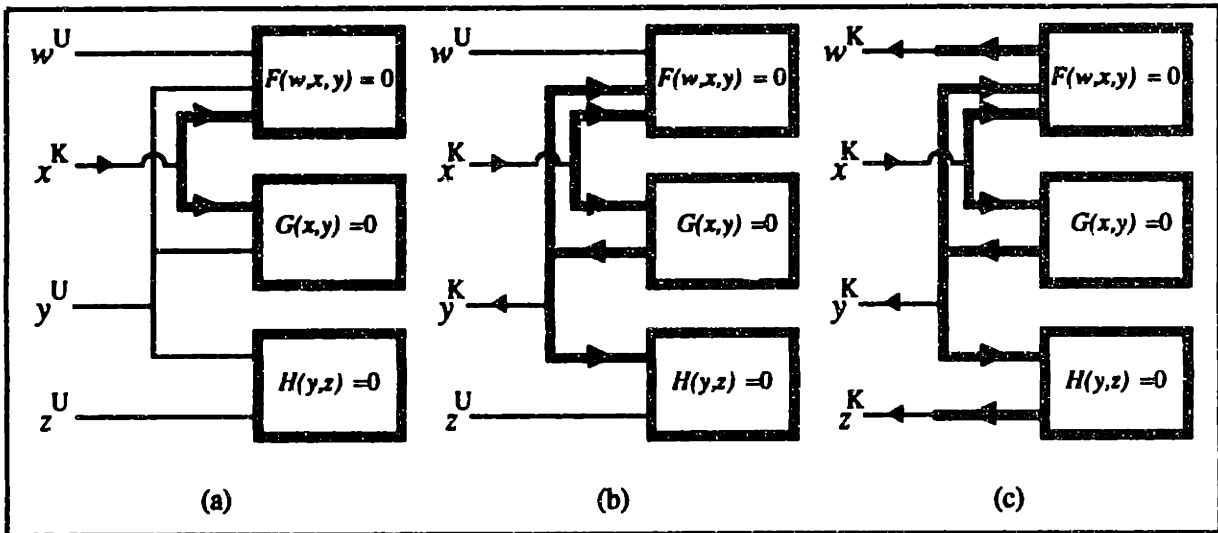 w^U F(w,x,y) = 0
x^K
G(x,y) =0
y^U
H(y,z) =0
z^U
(a)
w^U F(w,x,y) = 0
x^K
G(x,y) =0
y^K
H(y,z) =0
z^U
(b)
w^K F(w,x,y) = 0
x^K
G(x,y) =0
y^K
H(y,z) =0
z^K
(c)